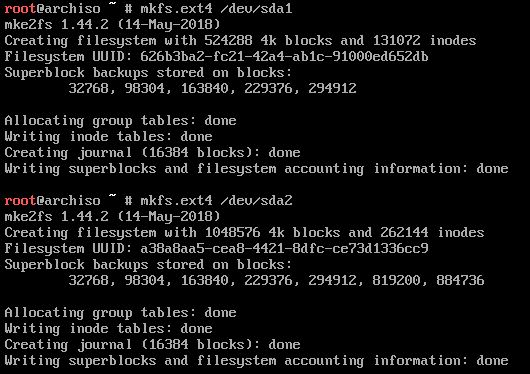 root@archiso ~ # mkfs.ext4 /dev/sda1
mke2fs 1.44.2 (14-May-2018)
Creating filesystem with 524288 4k blocks and 131072 inodes
Filesystem UUID: 626b3ba2-fc21-42a4-ab1c-91000ed652db
Superblock backups stored on blocks:
        32768, 98304, 163840, 229376, 294912

Allocating group tables: done
Writing inode tables: done
Creating journal (16384 blocks): done
Writing superblocks and filesystem accounting information: done

root@archiso ~ # mkfs.ext4 /dev/sda2
mke2fs 1.44.2 (14-May-2018)
Creating filesystem with 1048576 4k blocks and 262144 inodes
Filesystem UUID: a38a8aa5-cea8-4421-8dfc-ce73d1336cc9
Superblock backups stored on blocks:
        32768, 98304, 163840, 229376, 294912, 819200, 884736

Allocating group tables: done
Writing inode tables: done
Creating journal (16384 blocks): done
Writing superblocks and filesystem accounting information: done